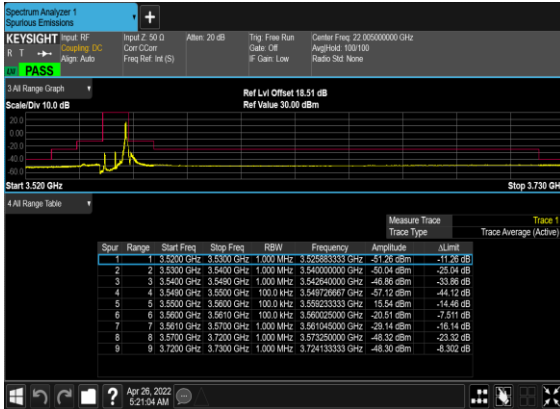 Spectrum Analyzer 1
Spurious Emissions
+
KEYSIGHT Input: RF Input Z: 50 Ω Atten: 20 dB Trig: Free Run Center Freq: 22.005000000 GHz
R T Coupling: DC Corr CCorr Gate: Off Avg|Hold: 100/100
Align: Auto Freq Ref: Int (S) IF Gain: Low Radio Std: None
PASS
3 All Range Graph
Ref Lvl Offset 18.51 dB
Scale/Div 10.0 dB Ref Value 30.00 dBm
20.0
0.00
-20.0
-40.0
-60.0
Start 3.520 GHz Stop 3.730 GH
4 All Range Table
Measure Trace Trace 1
Trace Type Trace Average (Active)
Spur Range Start Freq Stop Freq RBW Frequency Amplitude ΔLimit
1 1 3.5200 GHz 3.5300 GHz 1.000 MHz 3.525883333 GHz -51.26 dBm -11.26 dB
2 2 3.5300 GHz 3.5400 GHz 1.000 MHz 3.540000000 GHz -50.04 dBm -25.04 dB
3 3 3.5400 GHz 3.5490 GHz 1.000 MHz 3.542640000 GHz -46.86 dBm -33.86 dB
4 4 3.5490 GHz 3.5500 GHz 100.0 kHz 3.549726667 GHz -57.12 dBm -44.12 dB
5 5 3.5500 GHz 3.5600 GHz 100.0 kHz 3.559233333 GHz 15.54 dBm -14.46 dB
6 6 3.5600 GHz 3.5610 GHz 100.0 kHz 3.560025000 GHz -20.51 dBm -7.511 dB
7 7 3.5610 GHz 3.5700 GHz 1.000 MHz 3.561045000 GHz -29.14 dBm -16.14 dB
8 8 3.5700 GHz 3.7200 GHz 1.000 MHz 3.573250000 GHz -48.32 dBm -23.32 dB
9 9 3.7200 GHz 3.7300 GHz 1.000 MHz 3.724133333 GHz -48.30 dBm -8.302 dB
? Apr 26, 2022
5:21:04 AM